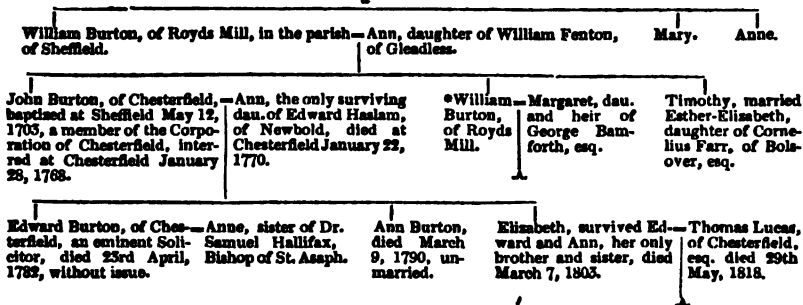 William Burton, of Royds Mill, in the parish=Ann, daughter of William Fenton,
of Sheffield.
of Gleadless.
Mary.
Anne.
John Burton, of Chesterfield,
baptised at Sheffield May 12,
1703, a member of the Corpo-
ration of Chesterfield, inter-
red at Chesterfield January
28, 1768.
=Ann, the only surviving
dau. of Edward Haslam,
of Newbold, died at
Chesterfield January 22,
1770.
*William=
Burton,
of Royds
Mill.
Margaret, dau.
and heir of
George Bam-
forth, esq.
Timothy, married
Esther-Elisabeth,
daughter of Corne-
lius Farr, of Bols-
over, esq.
Edward Burton, of Ches-
terfield, an eminent Soli-
citor, died 23rd April,
1782, without issue.
=Anne, sister of Dr.
Samuel Hallifax,
Bishop of St. Asaph.
Ann Burton,
died March
9, 1790, un-
married.
Elizabeth, survived Ed-
ward and Ann, her only
brother and sister, died
March 7, 1803.
=Thomas Lucas,
of Chesterfield,
esq. died 29th
May, 1818.